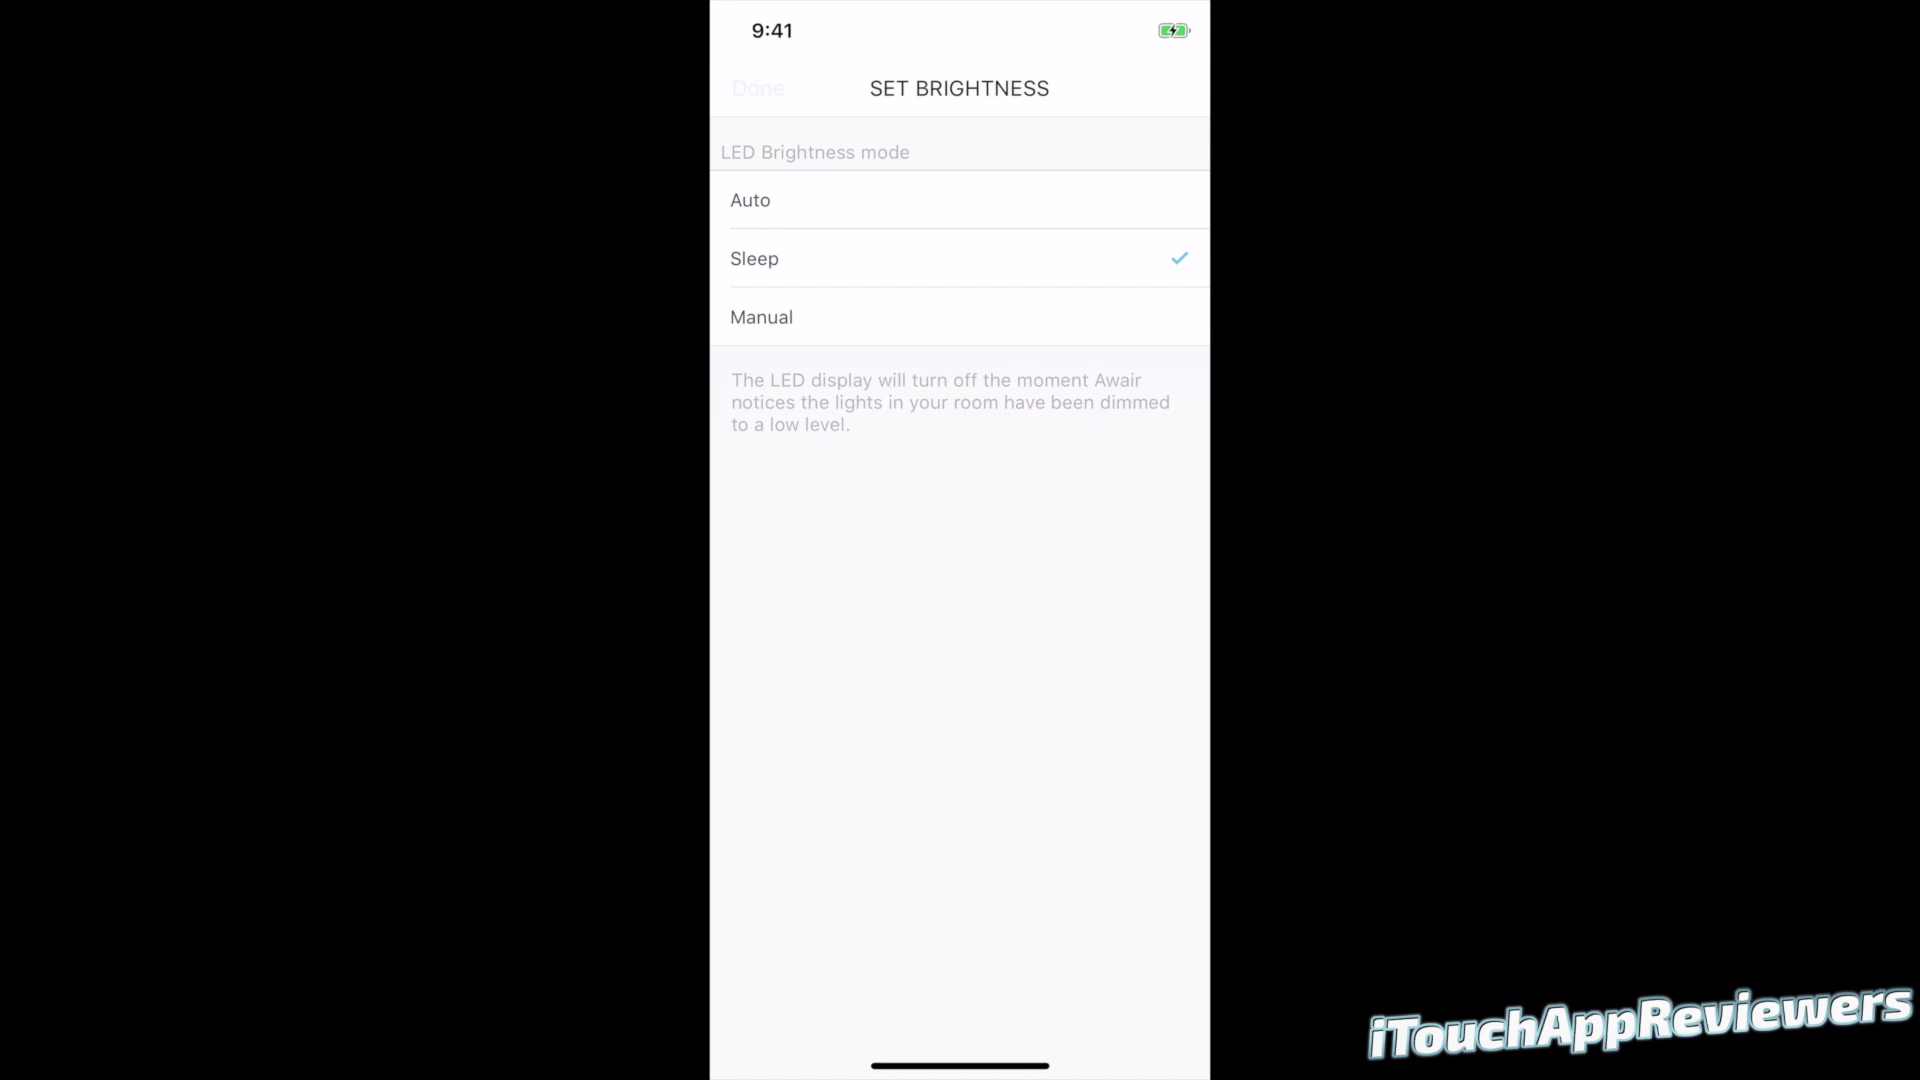 9:41
Done
SET BRIGHTNESS
LED Brightness mode
Auto
Sleep
Manual
The LED display will turn off the moment Awair
notices the lights in your room have been dimmed
to a low level.
iTouchAppReviewers